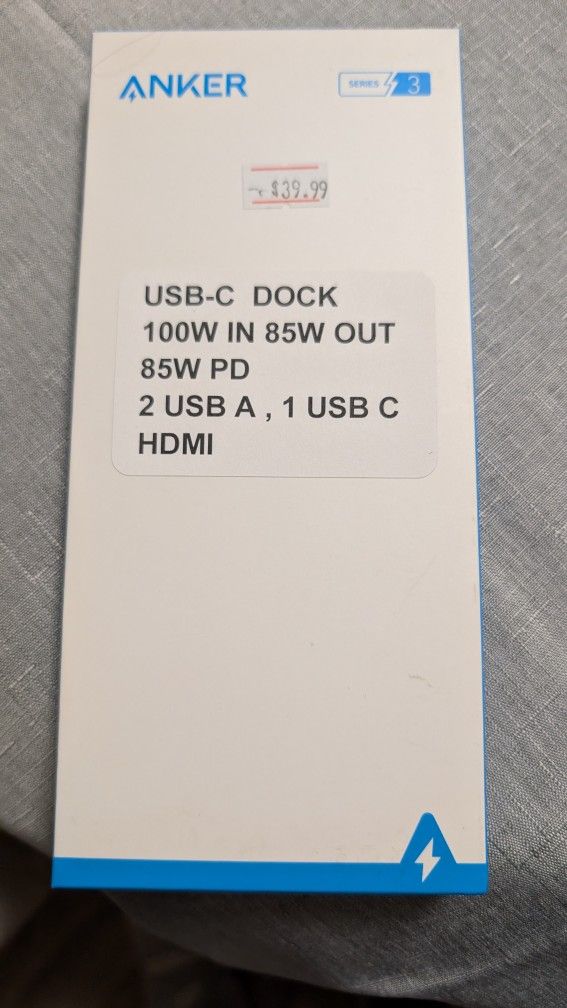 ANKER
SERIES 3
$39.99
USB-C DOCK
100W IN 85W OUT
85W PD
2 USB A , 1 USB C
HDMI